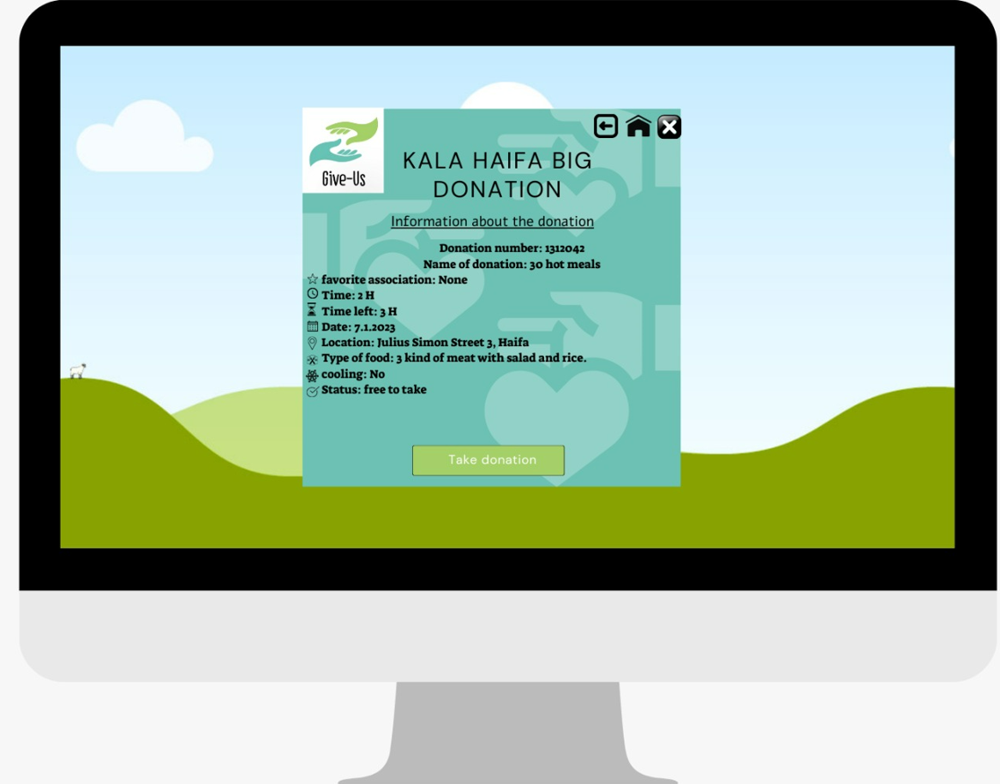 Give-Us
KALA HAIFA BIG
DONATION
Information about the donation
Donation number: 1312042
Name of donation: 30 hot meals
favorite association: None
Time: 2 H
Time left: 3 H
Date: 7.1.2023
Location: Julius Simon Street 3, Haifa
Type of food: 3 kind of meat with salad and rice.
cooling: No
Status: free to take
Take donation